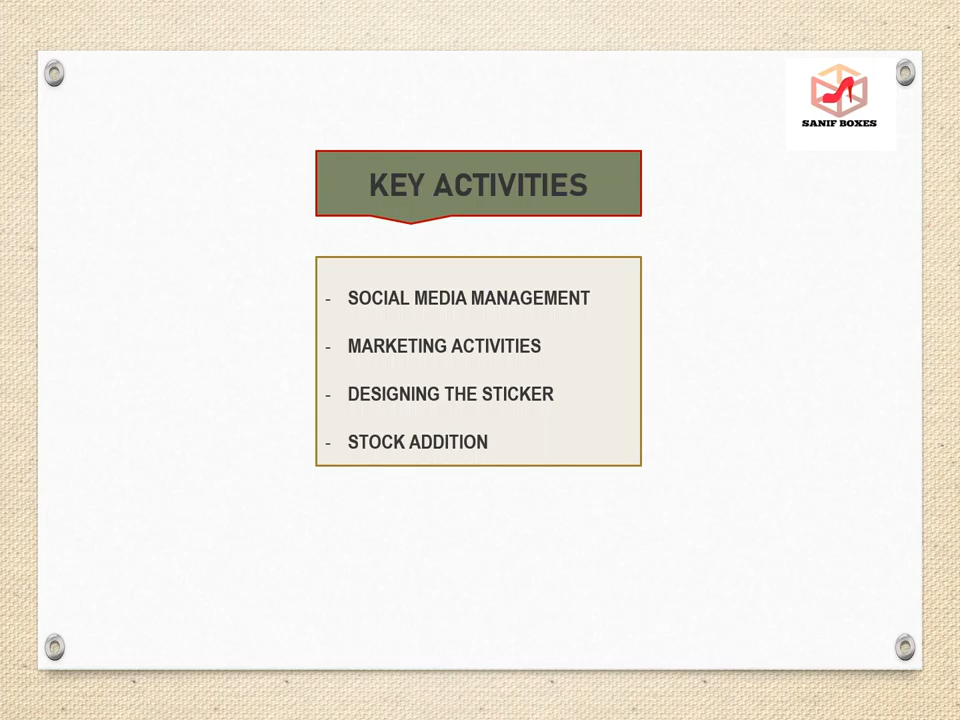 SANIF BOXES
KEY ACTIVITIES
- SOCIAL MEDIA MANAGEMENT
- MARKETING ACTIVITIES
- DESIGNING THE STICKER
- STOCK ADDITION